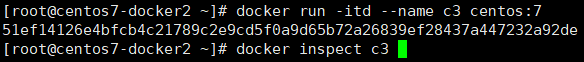 [root@centos7-docker2 ~]# docker run -itd --name c3 centos:7
51ef14126e4bfcb4c21789c2e9cd5f0a9d65b72a26839ef28437a447232a92de
[root@centos7-docker2 ~]# docker inspect c3